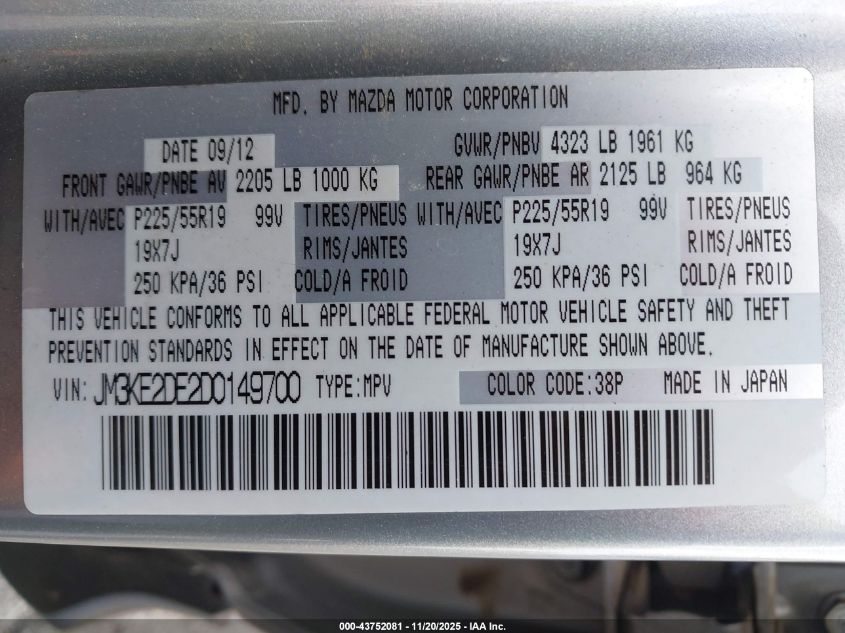 MFD. BY MAZDA MOTOR CORPORATION
DATE 09/12 GVWR/PNBV 4323 LB 1961 KG
FRONT GAWR/PNBE AV 2205 LB 1000 KG REAR GAWR/PNBE AR 2125 LB 964 KG
WITH/AVEC P225/55R19 99V TIRES/PNEUS WITH/AVEC P225/55R19 99V TIRES/PNEUS
19X7J RIMS/JANTES 19X7J RIMS/JANTES
250 KPA/36 PSI COLD/A FROID 250 KPA/36 PSI COLD/A FROID
THIS VEHICLE CONFORMS TO ALL APPLICABLE FEDERAL MOTOR VEHICLE SAFETY AND THEFT
PREVENTION STANDARDS IN EFFECT ON THE DATE OF MANUFACTURE SHOWN ABOVE.
VIN: JM3KE2DE2D0149700 TYPE:MPV COLOR CODE:38P MADE IN JAPAN
000-43752081 - 11/20/2025 - IAA Inc.